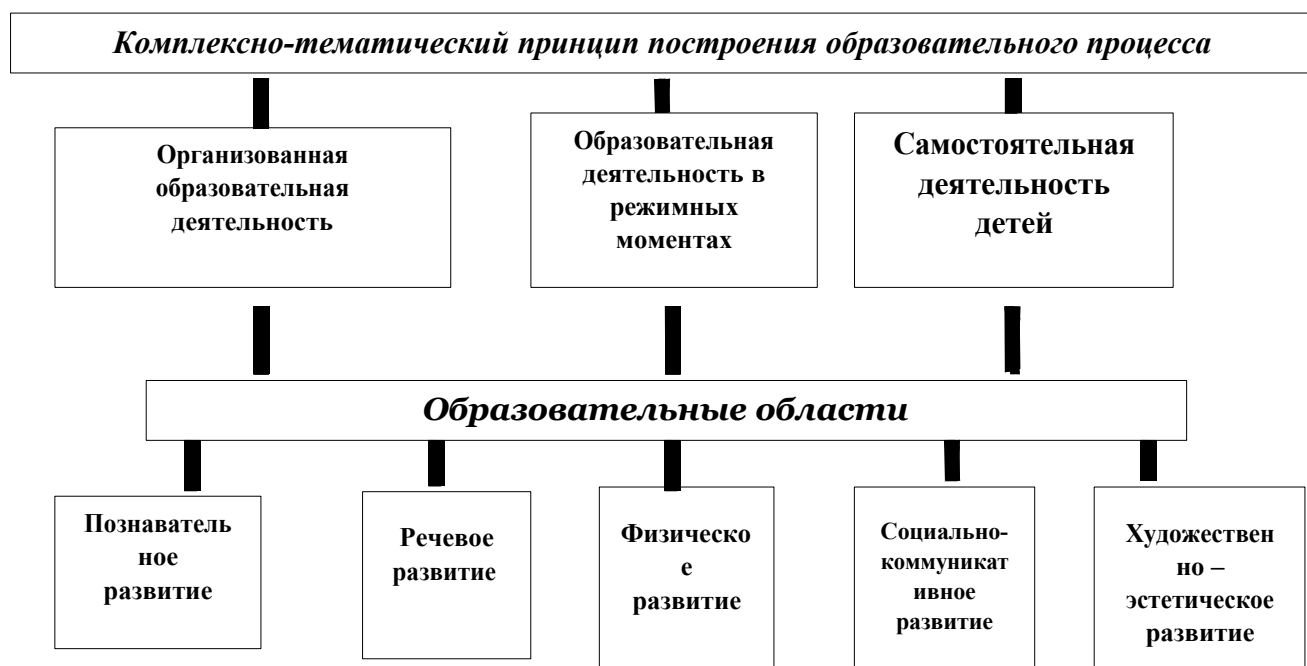 Комплексно-тематический принцип построения образовательного процесса
Организованная
образовательная
деятельность
Образовательная
деятельность в
режимных
моментах
Самостоятельная
деятельность
детей
Образовательные области
Познаватель
ное
развитие
Речевое
развитие
Физическо
е
развитие
Социально-
коммуникат
ивное
развитие
Художествен
но –
эстетическое
развитие